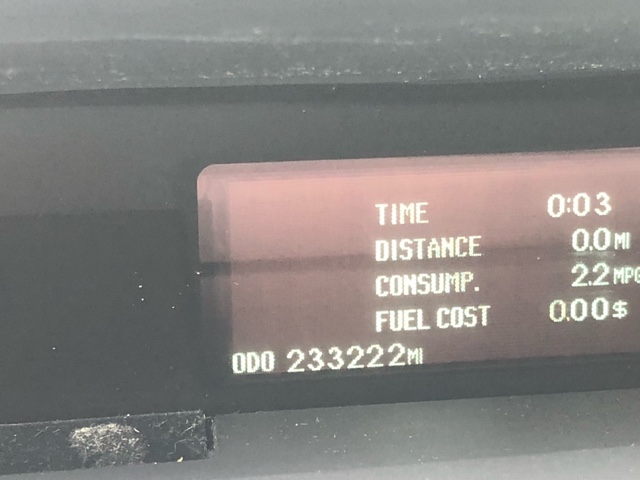 TIME 0:03
DISTANCE 0.0MI
CONSUMP. 2.2MPG
FUEL COST 0.00$
ODO 233222MI